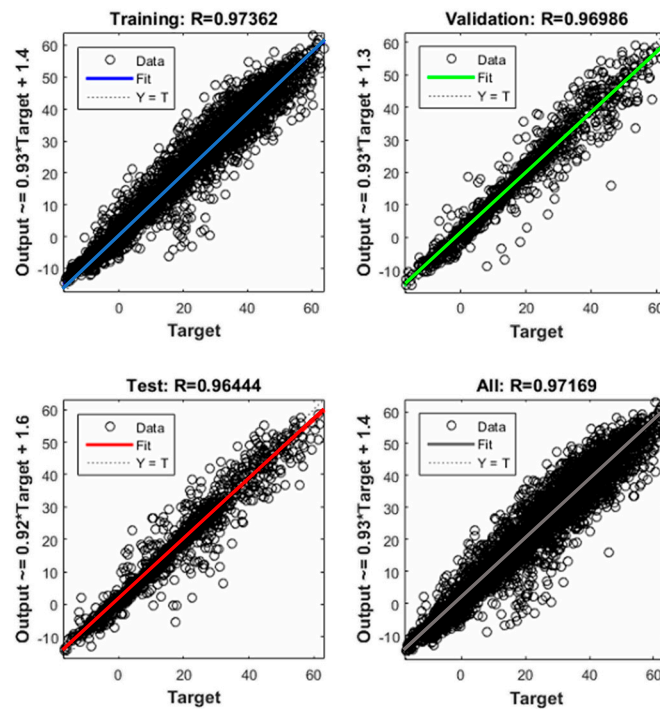 Training: R=0.97362
Output ~= 0.93*Target + 1.4
60
50
40
30
20
10
0
-10
Data
Fit
Y = T
0
20
40
60
Target
Validation: R=0.96986
Output ~= 0.93*Target + 1.3
60
50
40
30
20
10
0
-10
Data
Fit
Y = T
0
20
40
60
Target
Test: R=0.96444
Output ~= 0.92*Target + 1.6
60
50
40
30
20
10
0
-10
Data
Fit
Y = T
0
20
40
60
Target
All: R=0.97169
Output ~= 0.93*Target + 1.4
60
50
40
30
20
10
0
-10
Data
Fit
Y = T
0
20
40
60
Target